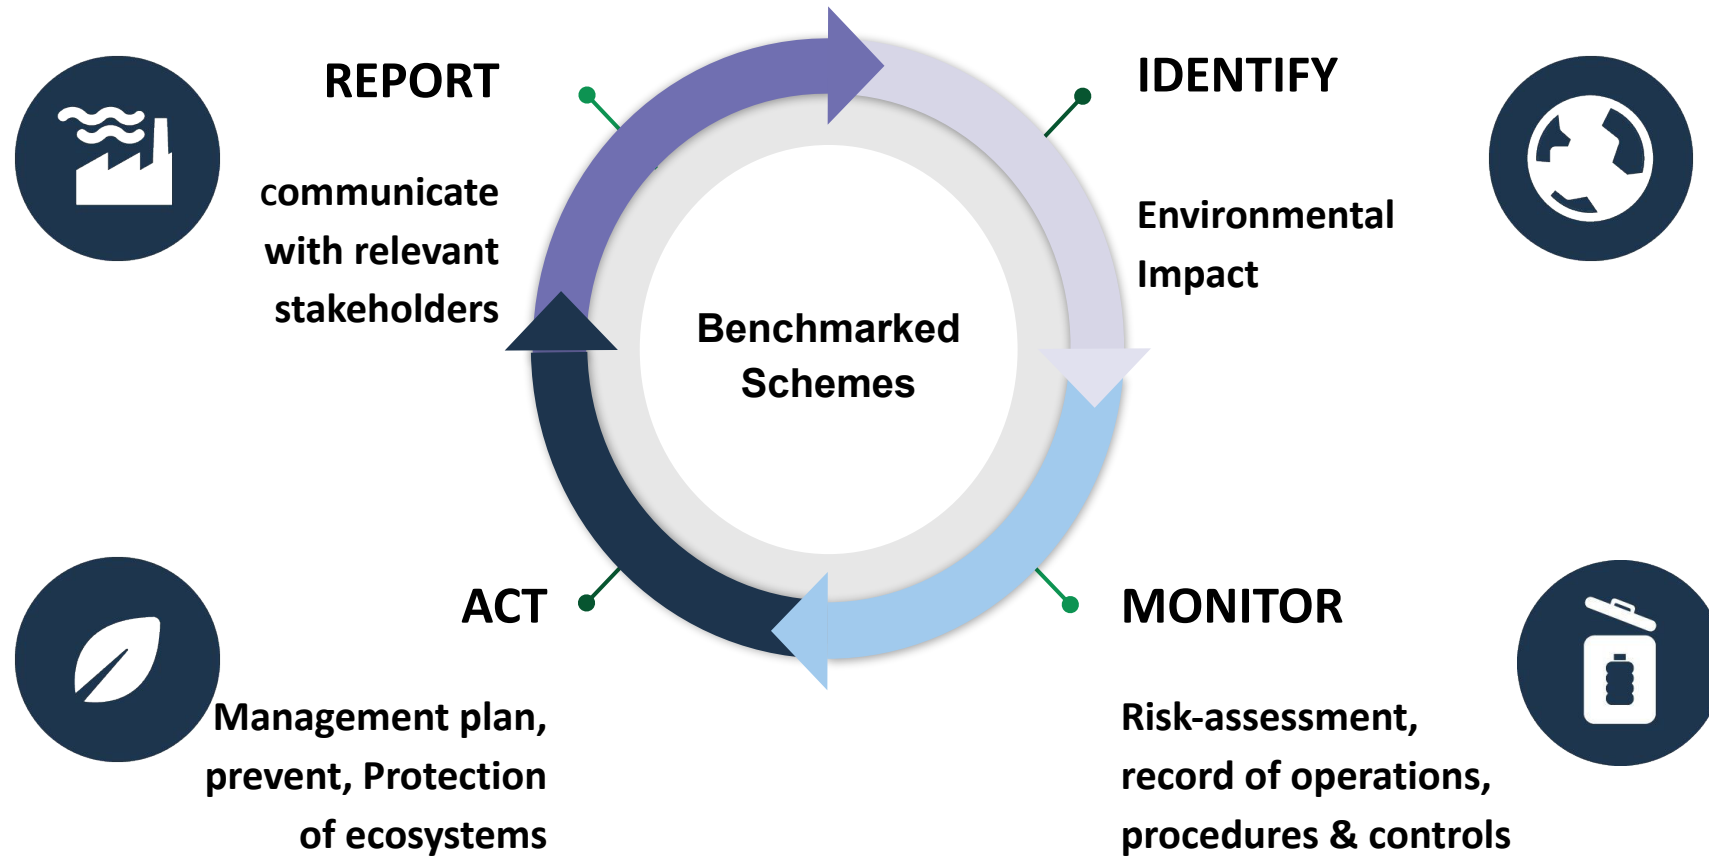 REPORT
communicate
with relevant
stakeholders
IDENTIFY
Environmental
Impact
Benchmarked
Schemes
ACT
Management plan,
prevent, Protection
of ecosystems
MONITOR
Risk-assessment,
record of operations,
procedures & controls